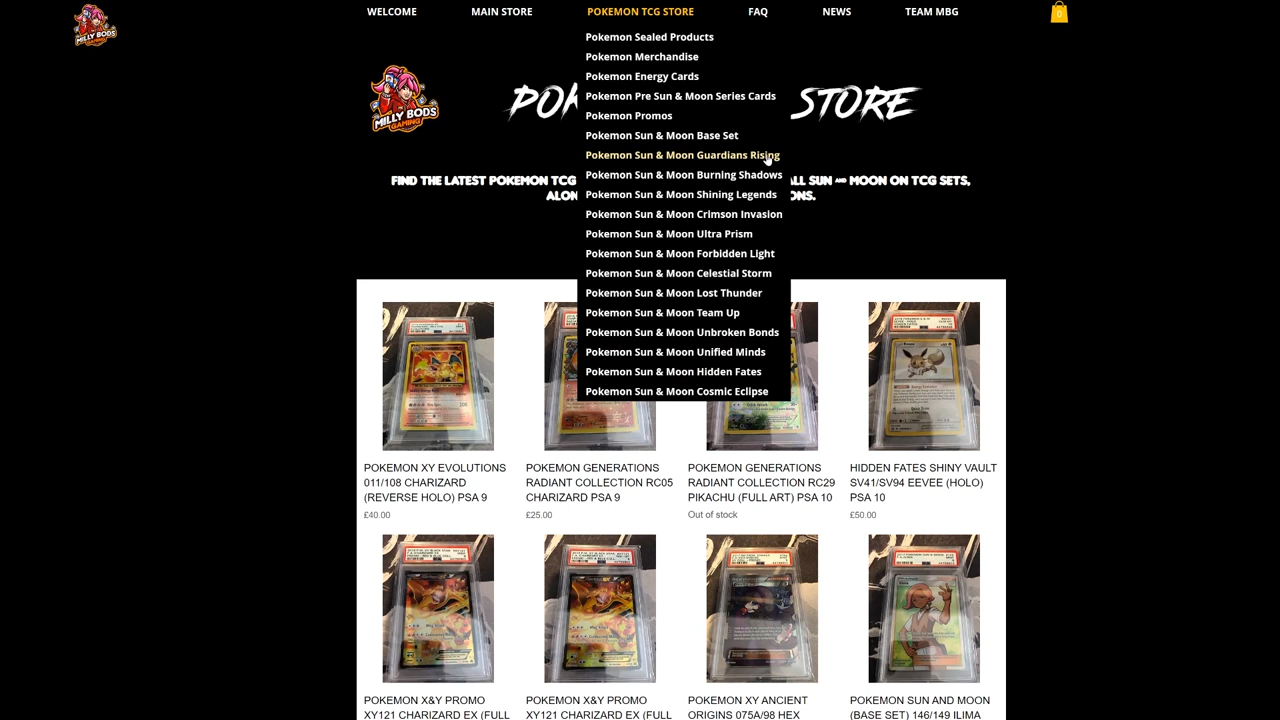 WELCOME
MAIN STORE
POKEMON TCG STORE
FAQ
NEWS
TEAM MBG
0
MILLY BODS
GAMING
Pokemon Sealed Products
Pokemon Merchandise
Pokemon Energy Cards
Pokemon Pre Sun & Moon Series Cards
Pokemon Promos
Pokemon Sun & Moon Base Set
Pokemon Sun & Moon Guardians Rising
Pokemon Sun & Moon Burning Shadows
Pokemon Sun & Moon Shining Legends
Pokemon Sun & Moon Crimson Invasion
Pokemon Sun & Moon Ultra Prism
Pokemon Sun & Moon Forbidden Light
Pokemon Sun & Moon Celestial Storm
Pokemon Sun & Moon Lost Thunder
Pokemon Sun & Moon Team Up
Pokemon Sun & Moon Unbroken Bonds
Pokemon Sun & Moon Unified Minds
Pokemon Sun & Moon Hidden Fates
Pokemon Sun & Moon Cosmic Eclipse
MILLY BODS
GAMING
STORE
FIND THE LATEST POKEMON TCG ALL SUN AND MOON ON TCG SETS,
POKEMON XY EVOLUTIONS
011/108 CHARIZARD
(REVERSE HOLO) PSA 9
£40.00
POKEMON GENERATIONS
RADIANT COLLECTION RC05
CHARIZARD PSA 9
£25.00
POKEMON GENERATIONS
RADIANT COLLECTION RC29
PIKACHU (FULL ART) PSA 10
Out of stock
HIDDEN FATES SHINY VAULT
SV41/SV94 EEVEE (HOLO)
PSA 10
£50.00
POKEMON X&Y PROMO
XY121 CHARIZARD EX (FULL
POKEMON X&Y PROMO
XY121 CHARIZARD EX (FULL
POKEMON XY ANCIENT
ORIGINS 075A/98 HEX
POKEMON SUN AND MOON
(BASE SET) 146/149 ILIMA